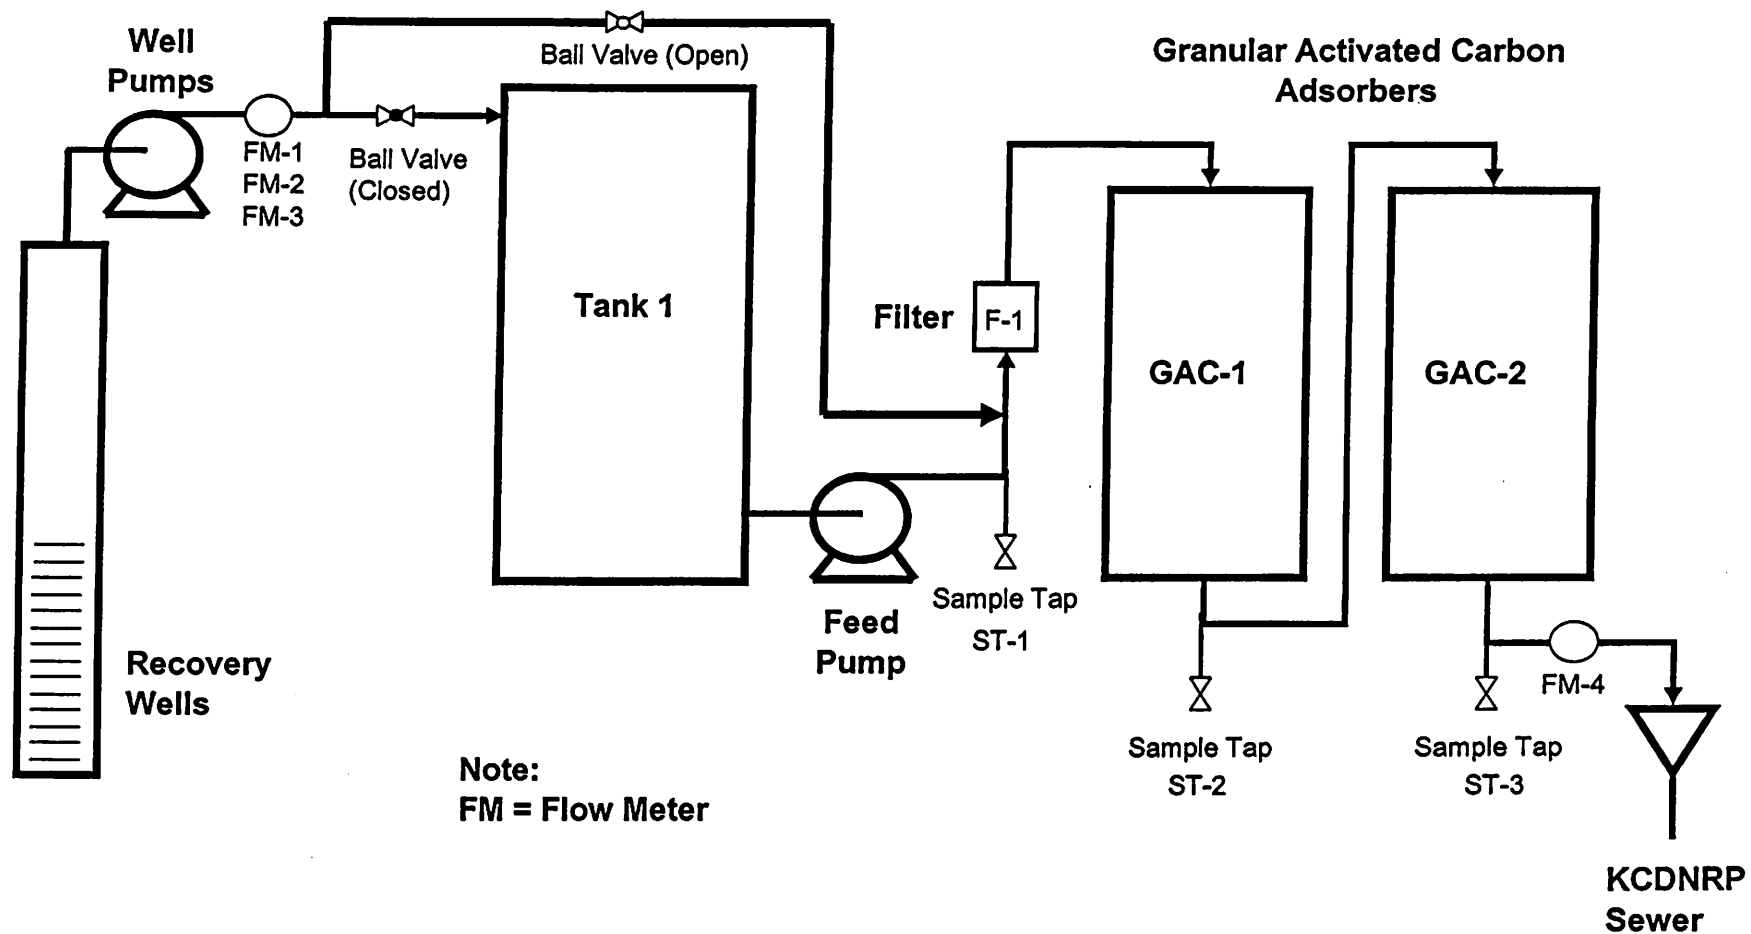 Well
Pumps
Ball Valve (Open)
Granular Activated Carbon
Adsorbers
FM-1
FM-2
FM-3
Ball Valve
(Closed)
Tank 1
Filter
F-1
GAC-1
GAC-2
Recovery
Wells
Feed
Pump
Sample Tap
ST-1
FM-4
Sample Tap
ST-2
Sample Tap
ST-3
Note:
FM = Flow Meter
KCDNRP
Sewer